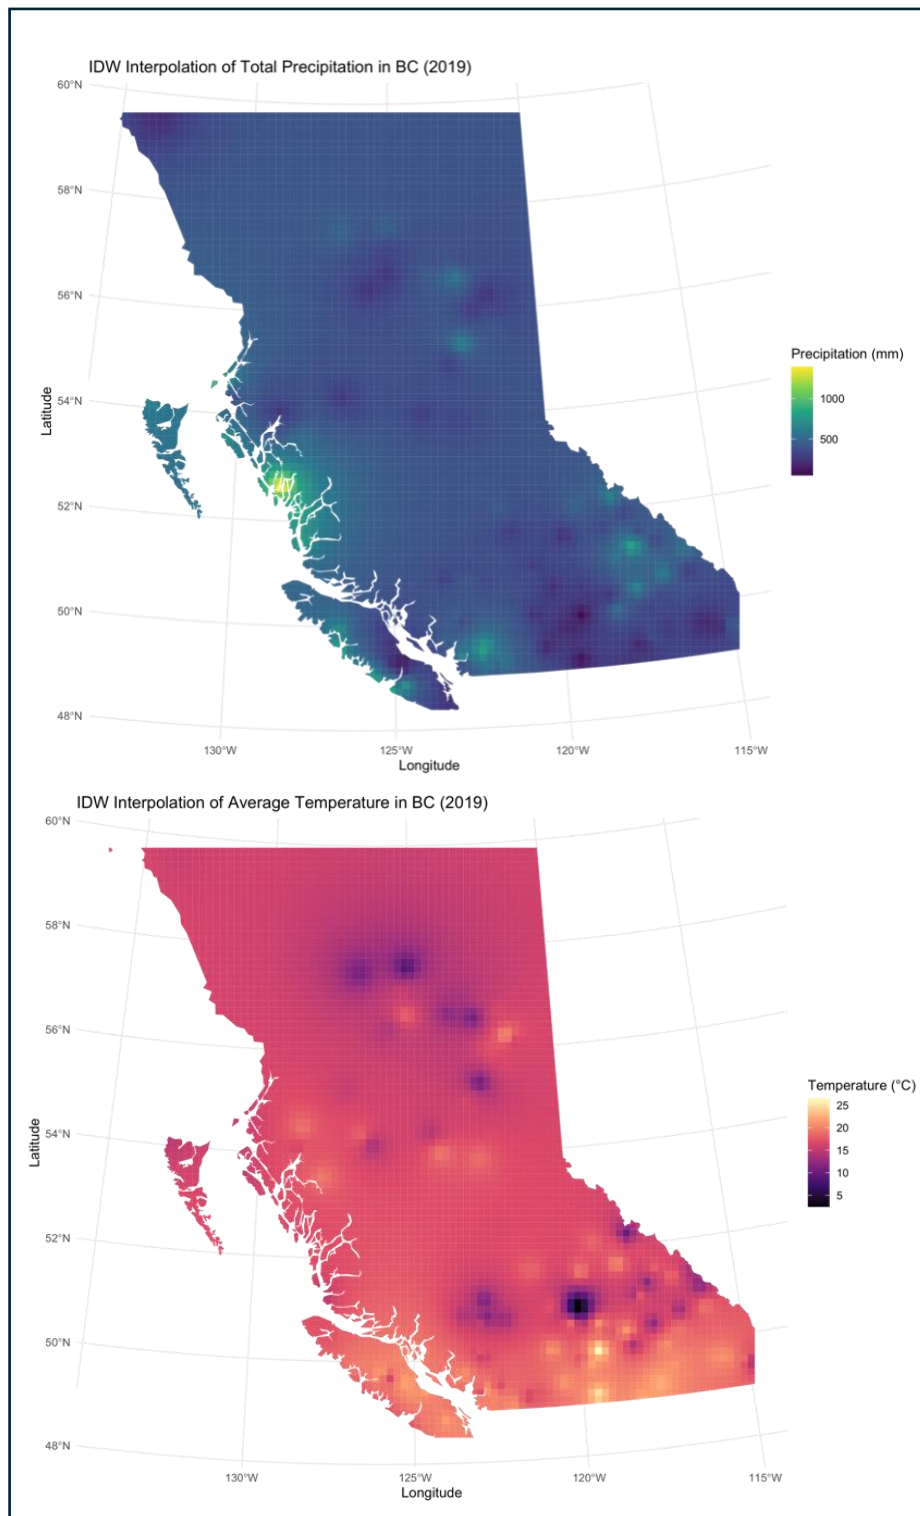 IDW Interpolation of Total Precipitation in BC (2019)
60°N
58°N
56°N
54°N
52°N
50°N
48°N
Latitude
130°W 125°W 120°W 115°W
Longitude
Precipitation (mm)
1000
500
IDW Interpolation of Average Temperature in BC (2019)
60°N
58°N
56°N
54°N
52°N
50°N
48°N
Latitude
130°W 125°W 120°W 115°W
Longitude
Temperature (°C)
25
20
15
10
5